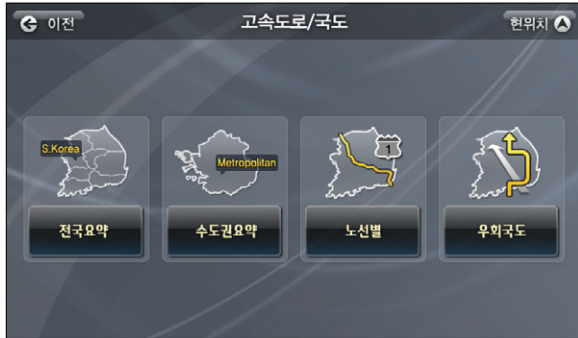 이전
고속도로/국도
현위치
S.Korea
Metropolitan
1
전국요약
수도권요약
노선별
우회국도